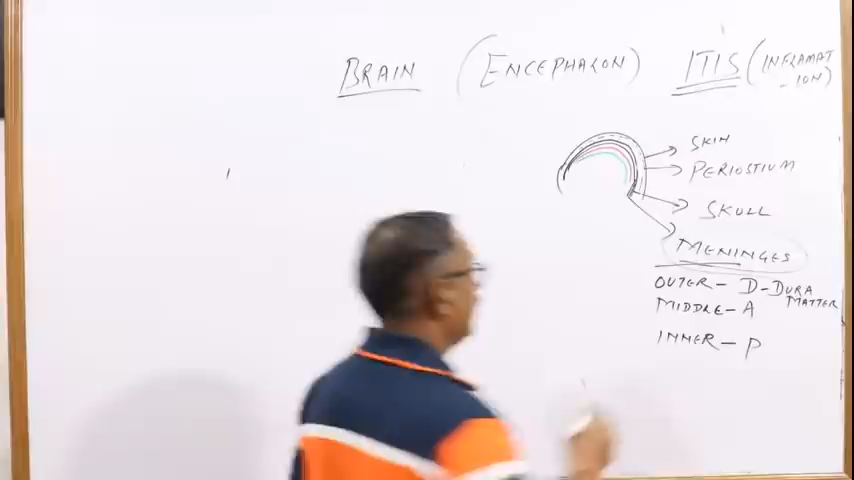 BRAIN (ENCEPHALON) ITIS (INFLAMAT
-ION)
SKIN
PERIOSTIUM
SKULL
MENINGES
OUTER - D-DURA
MATTER
MIDDLE - A
INNER - P